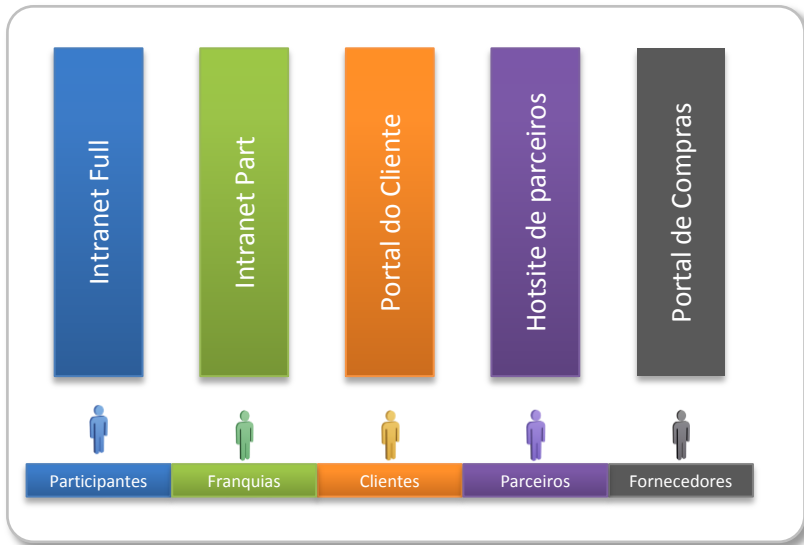 Intranet Full
Intranet Part
Portal do Cliente
Hotsite de parceiros
Portal de Compras
Participantes
Franquias
Clientes
Parceiros
Fornecedores